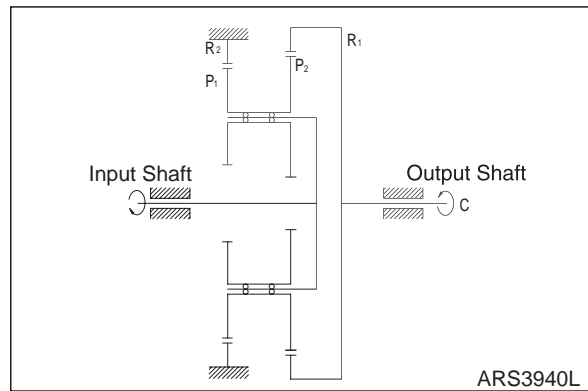 R2
R1
P1
P2
Input Shaft
Output Shaft
C
ARS3940L